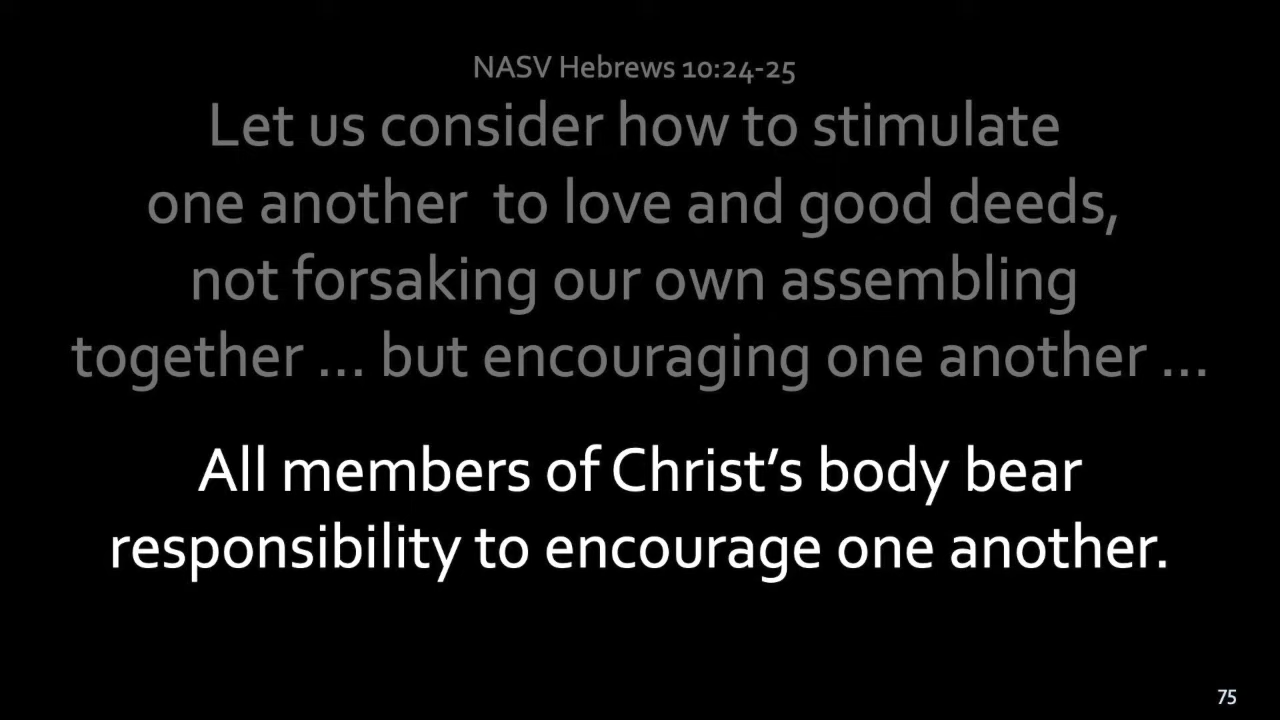 NASV Hebrews 10:24-25
Let us consider how to stimulate
one another  to love and good deeds,
not forsaking our own assembling
together ... but encouraging one another ...
All members of Christ’s body bear
responsibility to encourage one another.
75